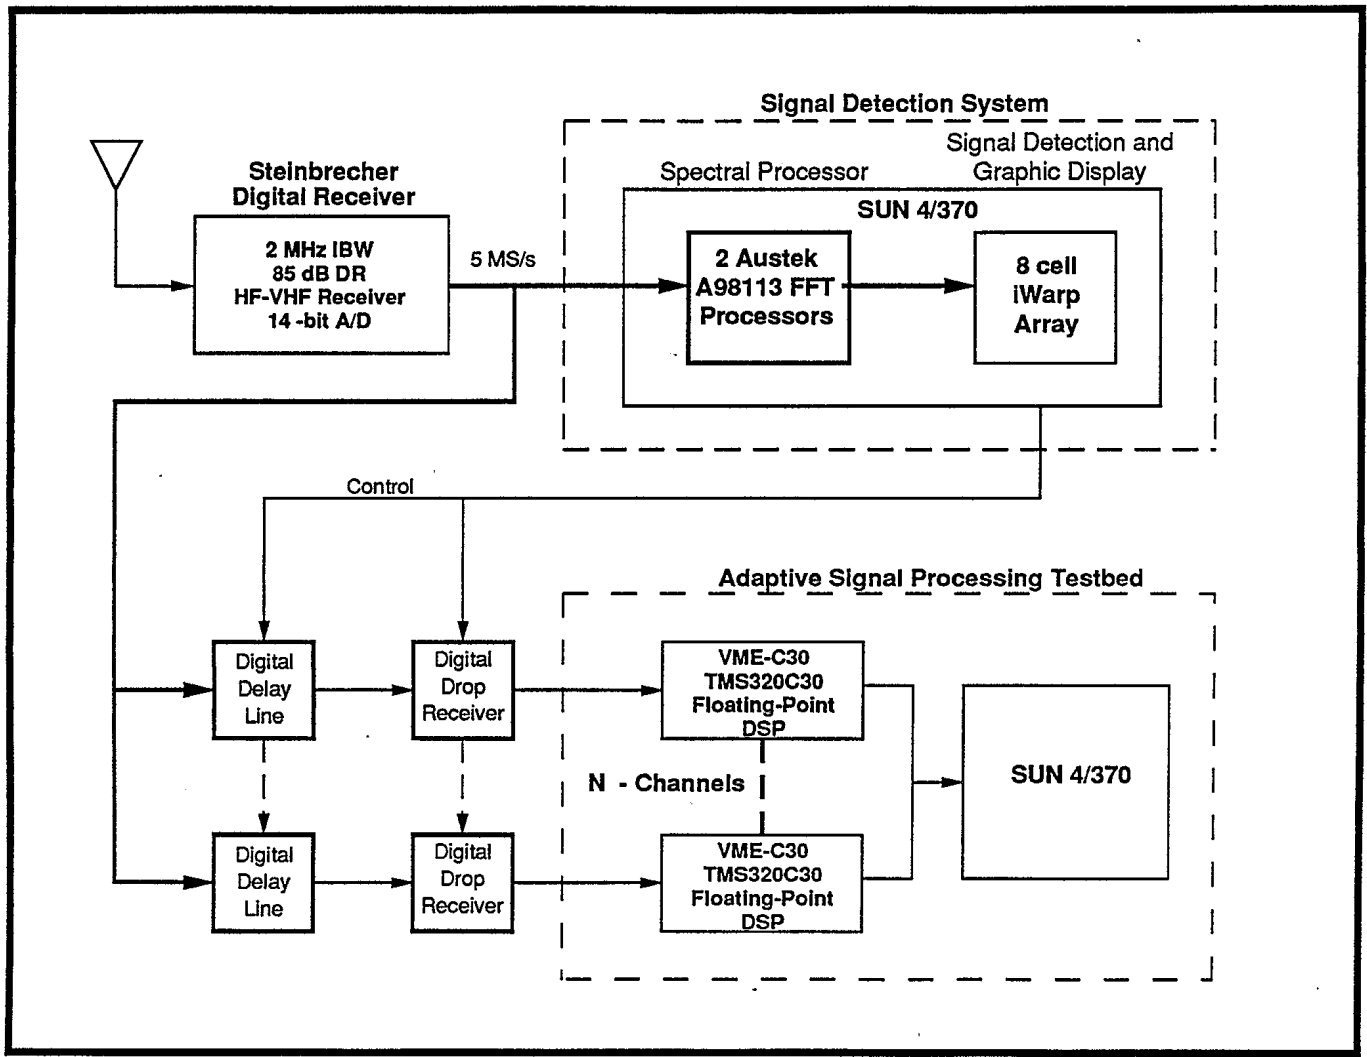 Signal Detection System
Signal Detection and
Graphic Display
Spectral Processor
SUN 4/370
Steinbrecher
Digital Receiver
2 MHz IBW
85 dB DR
HF-VHF Receiver
14 -bit A/D
5 MS/s
2 Austek
A98113 FFT
Processors
8 cell
iWarp
Array
Control
Adaptive Signal Processing Testbed
Digital
Delay
Line
Digital
Drop
Receiver
VME-C30
TMS320C30
Floating-Point
DSP
N - Channels
SUN 4/370
Digital
Delay
Line
Digital
Drop
Receiver
VME-C30
TMS320C30
Floating-Point
DSP